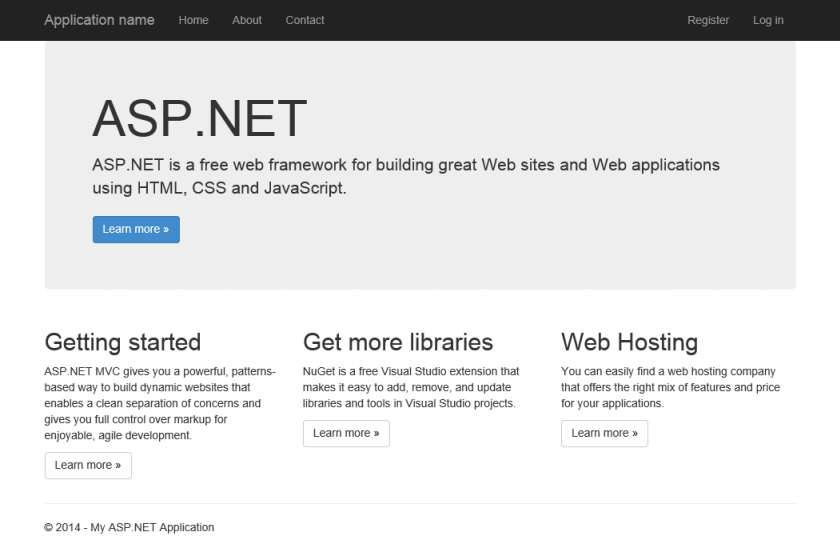 Application name Home About Contact Register Log in
ASP.NET
ASP.NET is a free web framework for building great Web sites and Web applications
using HTML, CSS and JavaScript.
Learn more »
Getting started
ASP.NET MVC gives you a powerful, patterns-
based way to build dynamic websites that
enables a clean separation of concerns and
gives you full control over markup for
enjoyable, agile development.
Learn more »
Get more libraries
NuGet is a free Visual Studio extension that
makes it easy to add, remove, and update
libraries and tools in Visual Studio projects.
Learn more »
Web Hosting
You can easily find a web hosting company
that offers the right mix of features and price
for your applications.
Learn more »
© 2014 - My ASP.NET Application